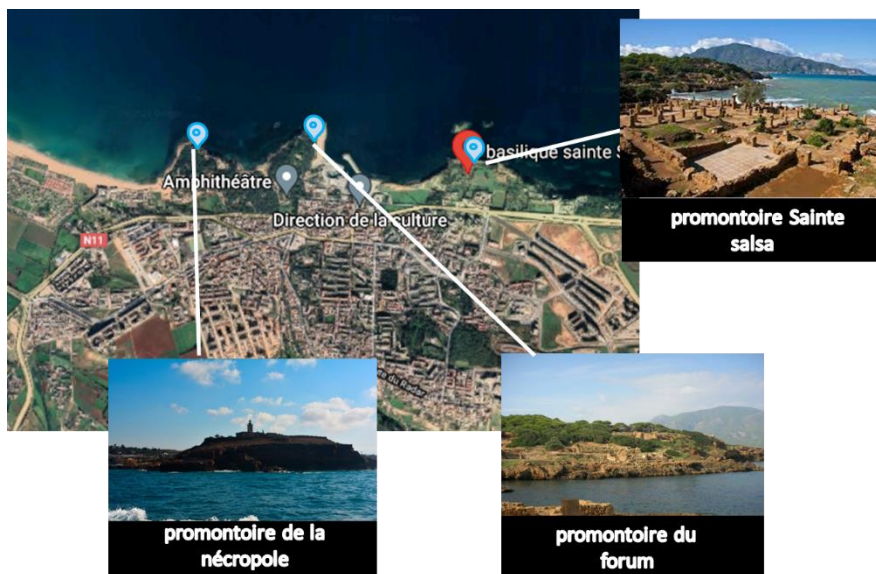 basilique sainte S
Amphithéâtre
Direction de la culture
N11
promontoire Sainte
salsa
promontoire de la
nécropole
promontoire du
forum